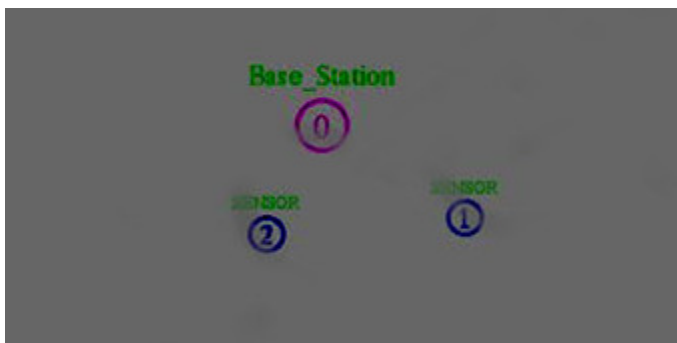 Base_Station
0
SENSOR
1
SENSOR
2